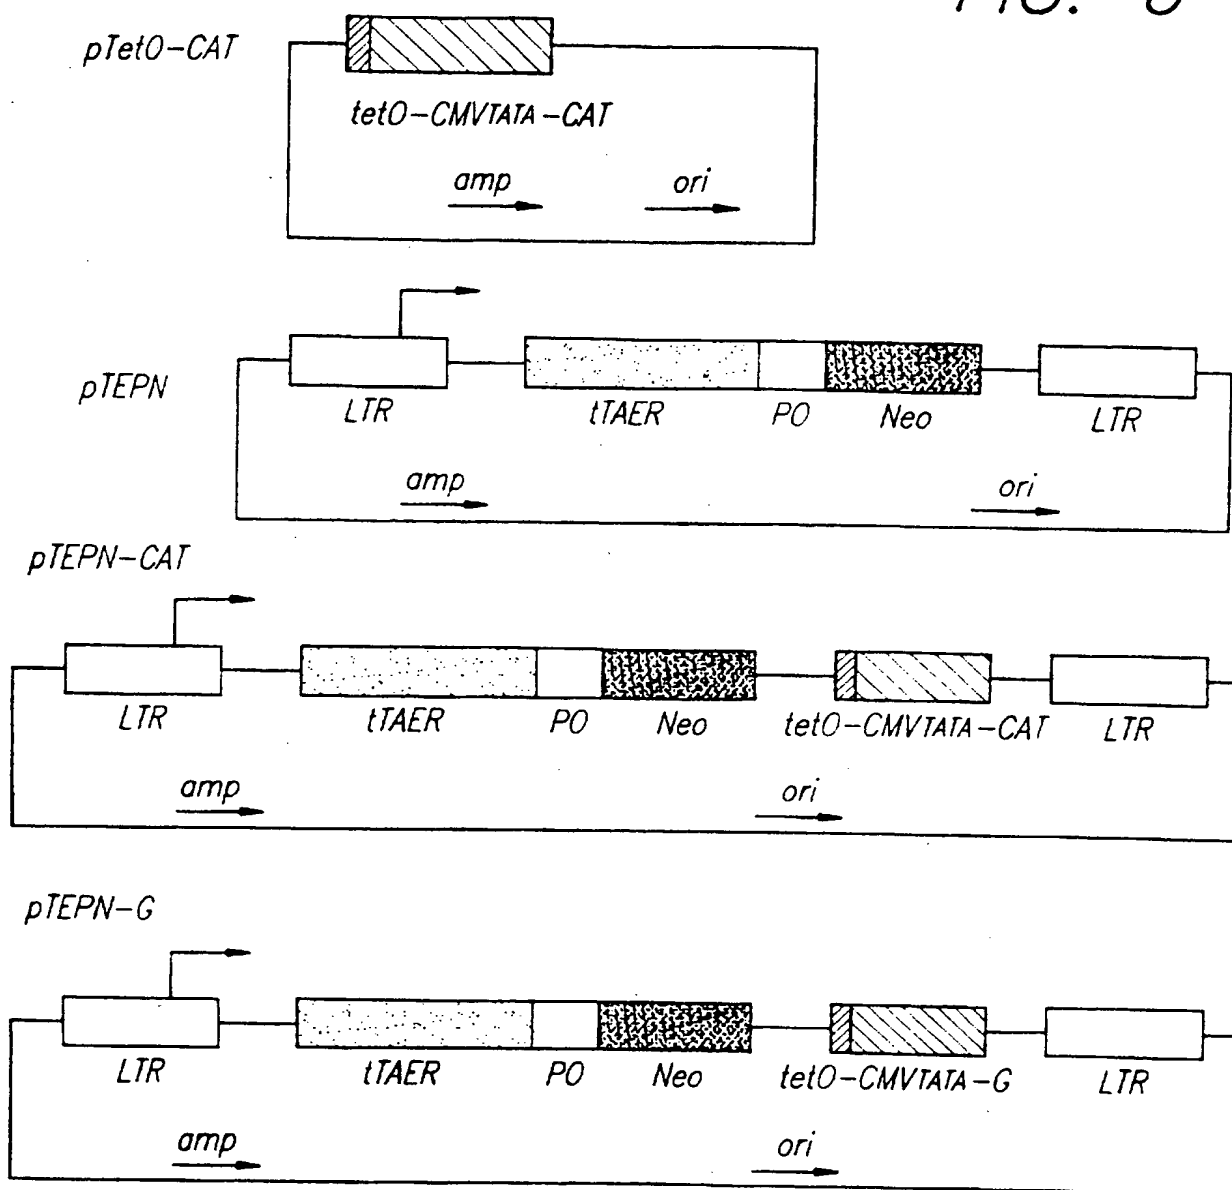 pTetO-CAT
tetO-CMVTATA-CAT
amp ori
pTEPN
LTR tTAER PO Neo LTR
amp ori
pTEPN-CAT
LTR tTAER PO Neo tetO-CMVTATA-CAT LTR
amp ori
pTEPN-G
LTR tTAER PO Neo tetO-CMVTATA-G LTR
amp ori